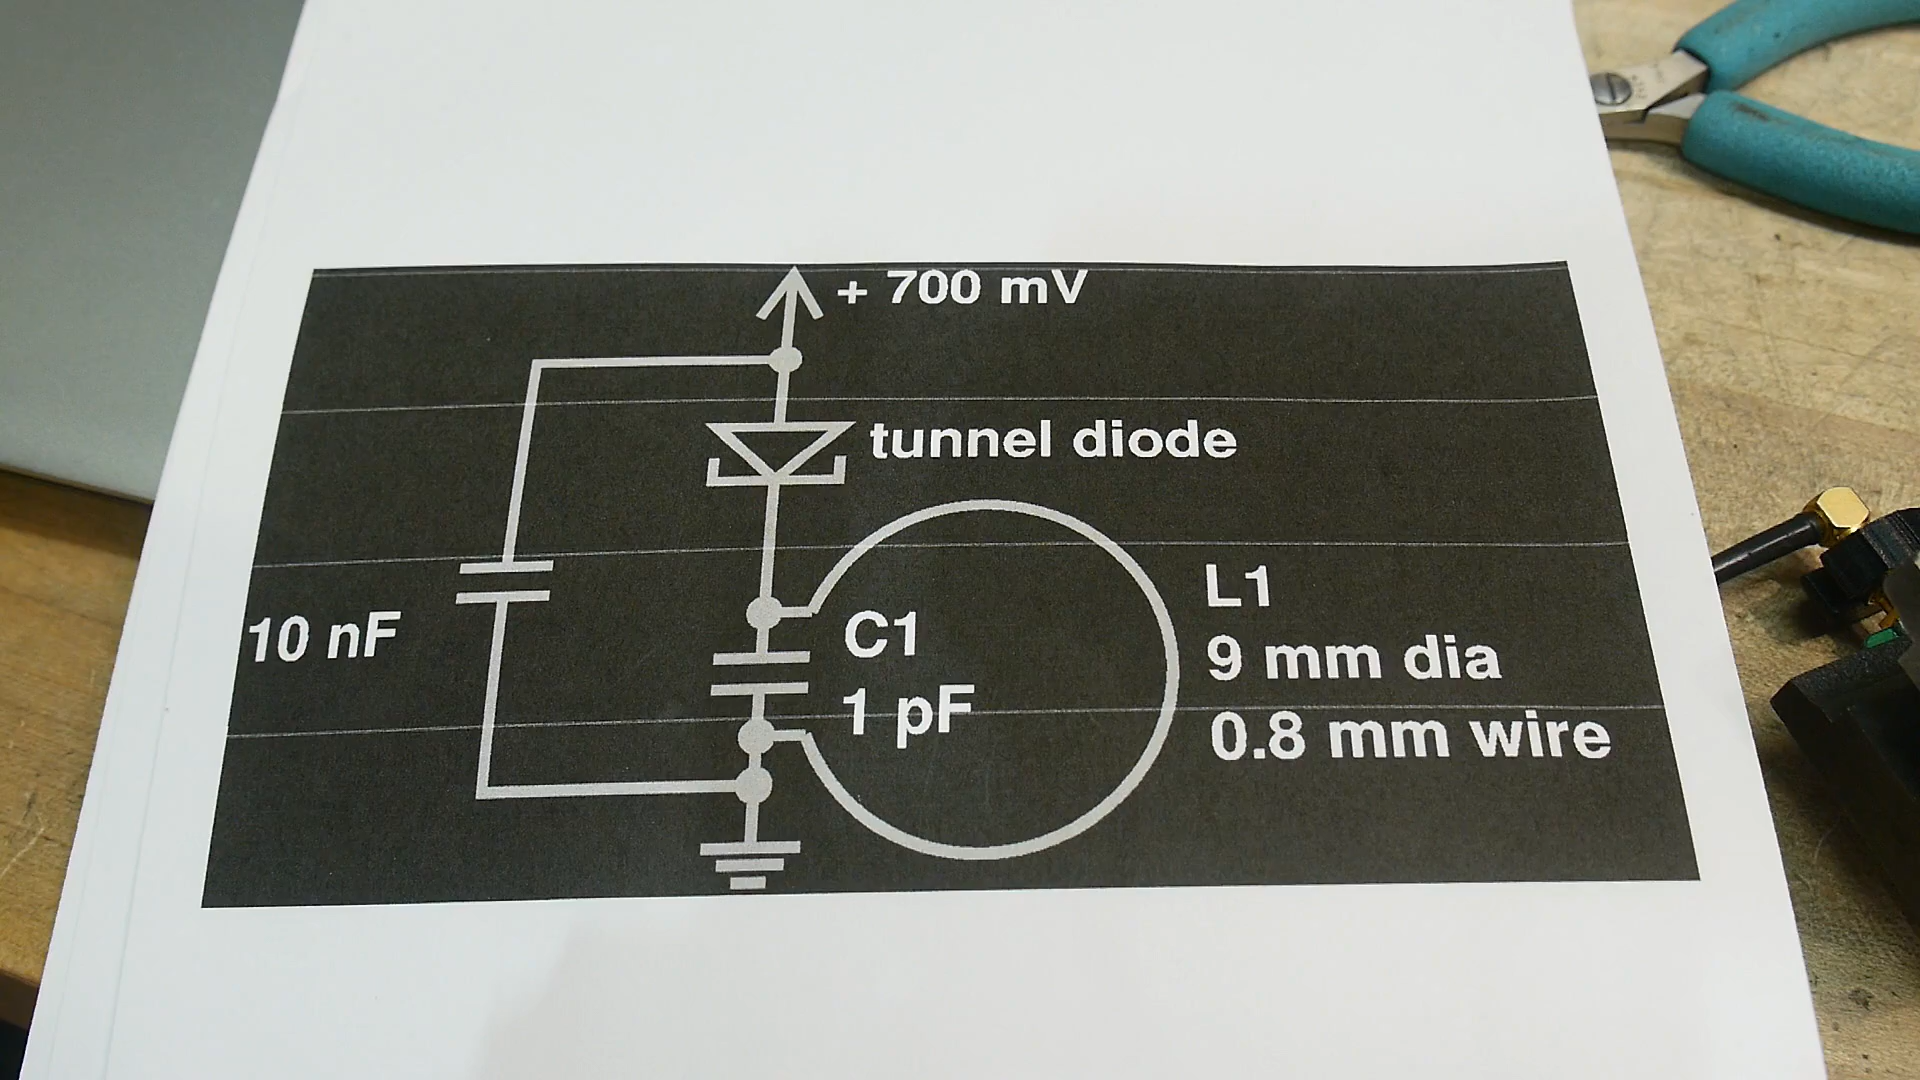 + 700 mV
tunnel diode
10 nF
C1
1 pF
L1
9 mm dia
0.8 mm wire